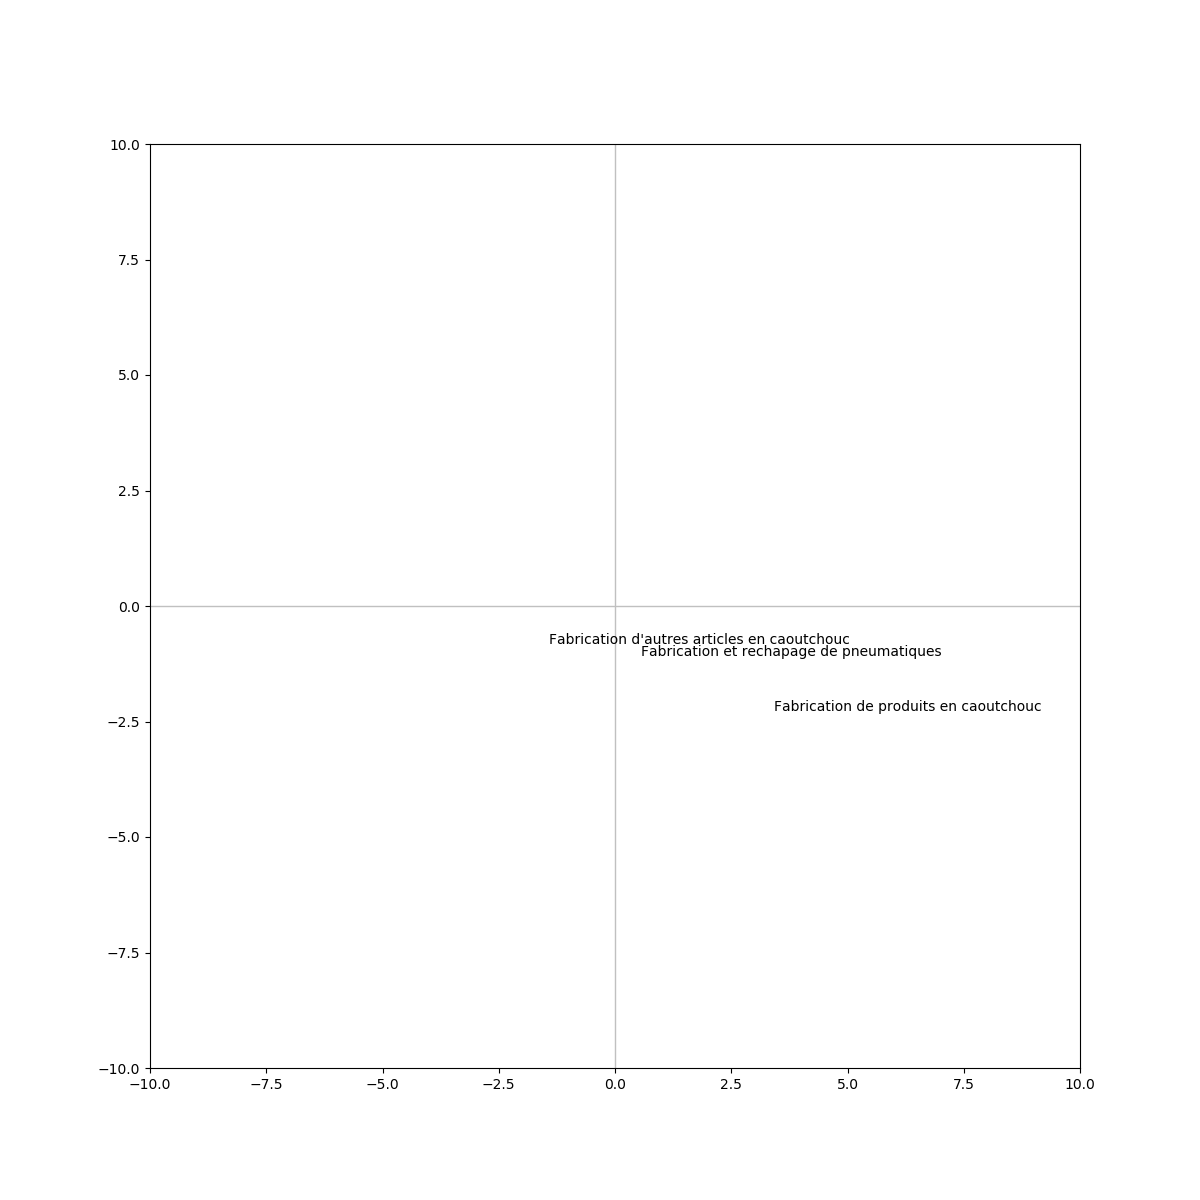 10.0
7.5
5.0
2.5
0.0
Fabrication d'autres articles en caoutchouc
Fabrication et rechapage de pneumatiques
Fabrication de produits en caoutchouc
−2.5
−5.0
−7.5
−10.0
−10.0 −7.5 −5.0 −2.5 0.0 2.5 5.0 7.5 10.0